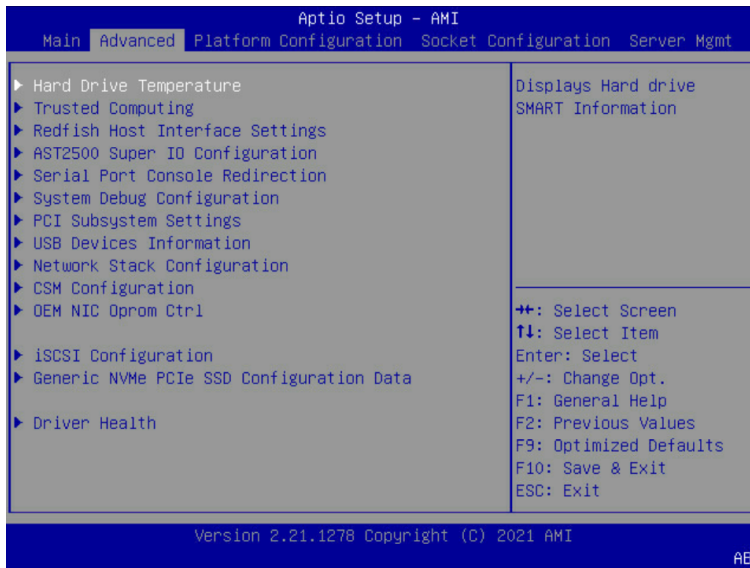 Aptio Setup – AMI
Main Advanced Platform Configuration Socket Configuration Server Mgmt
Hard Drive Temperature
Trusted Computing
Redfish Host Interface Settings
AST2500 Super IO Configuration
Serial Port Console Redirection
System Debug Configuration
PCI Subsystem Settings
USB Devices Information
Network Stack Configuration
CSM Configuration
OEM NIC Oprom Ctrl
iSCSI Configuration
Generic NVMe PCIe SSD Configuration Data
Driver Health
Displays Hard drive
SMART Information
→←: Select Screen
↑↓: Select Item
Enter: Select
+/-: Change Opt.
F1: General Help
F2: Previous Values
F9: Optimized Defaults
F10: Save & Exit
ESC: Exit
Version 2.21.1278 Copyright (C) 2021 AMI
AB